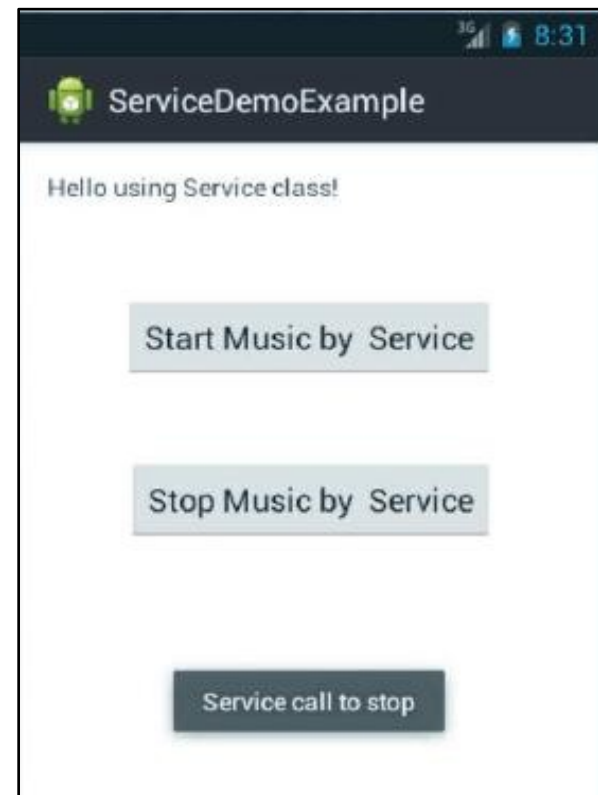 3G 8:31
ServiceDemoExample
Hello using Service class!
Start Music by Service
Stop Music by Service
Service call to stop